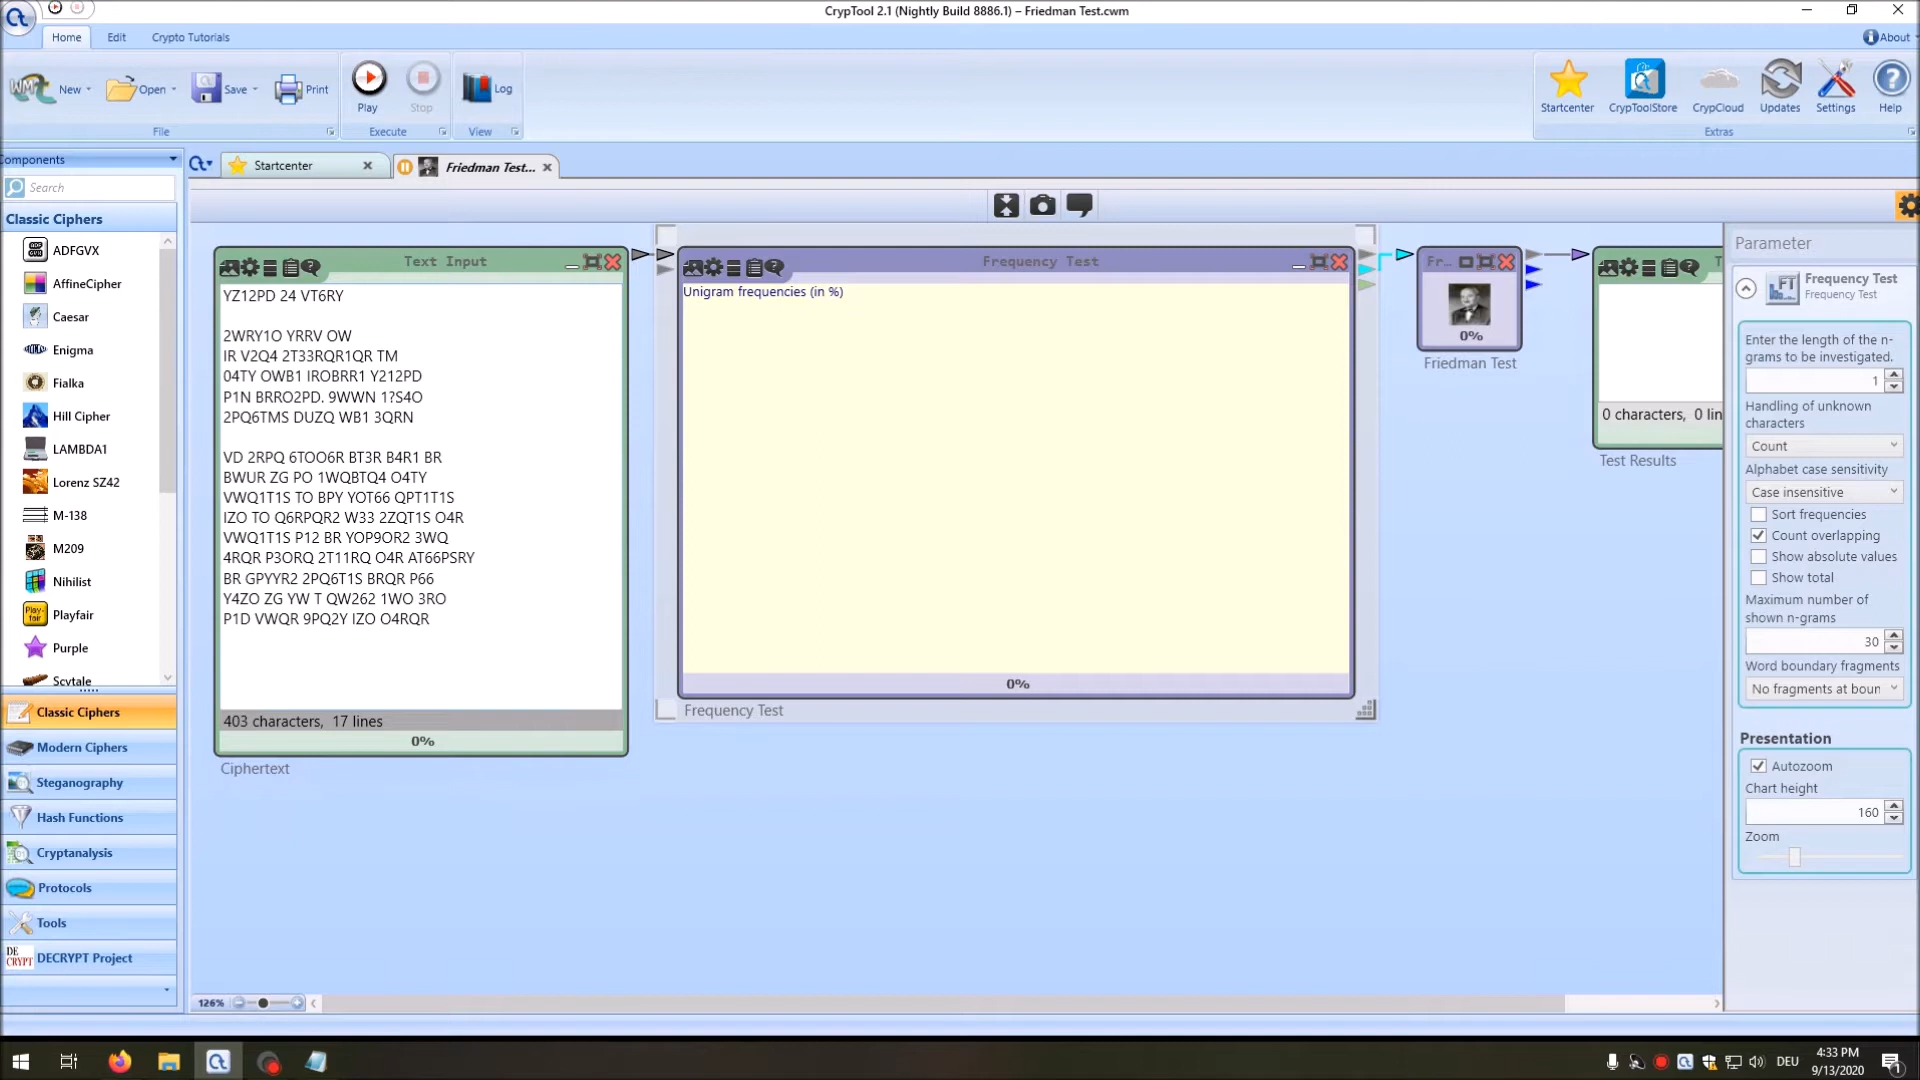 CrypTool 2.1 (Nightly Build 8886.1) – Friedman Test.cwm
Home Edit Crypto Tutorials About
New Open Save Print Play Stop Log Startcenter CrypToolStore CrypCloud Updates Settings Help
File Execute View Extras
Components
Search
Classic Ciphers
ADFGVX
AffineCipher
Caesar
Enigma
Fialka
Hill Cipher
LAMBDA1
Lorenz SZ42
M-138
M209
Nihilist
Playfair
Purple
Scytale
Classic Ciphers
Modern Ciphers
Steganography
Hash Functions
Cryptanalysis
Protocols
Tools
DECRYPT Project
Startcenter
Friedman Test...
Text Input
YZ12PD 24 VT6RY
2WRY1O YRRV OW
IR V2Q4 2T33RQR1QR TM
04TY OWB1 IROBRR1 Y212PD
P1N BRRO2PD. 9WWN 1?S4O
2PQ6TMS DUZQ WB1 3QRN
VD 2RPQ 6TOO6R BT3R B4R1 BR
BWUR ZG PO 1WQBTQ4 O4TY
VWQ1T1S TO BPY YOT66 QPT1T1S
IZO TO Q6RPQR2 W33 2ZQT1S O4R
VWQ1T1S P12 BR YOP9OR2 3WQ
4RQR P3ORQ 2T11RQ O4R AT66PSRY
BR GPYYR2 2PQ6T1S BRQR P66
Y4ZO ZG YW T QW262 1WO 3RO
P1D VWQR 9PQ2Y IZO O4RQR
403 characters, 17 lines
0%
Ciphertext
Frequency Test
Unigram frequencies (in %)
0%
Frequency Test
Fr...
0%
Friedman Test
T
0 characters, 0 lin
Test Results
Parameter
Frequency Test
Frequency Test
Enter the length of the n-
grams to be investigated.
1
Handling of unknown
characters
Count
Alphabet case sensitivity
Case insensitive
Sort frequencies
Count overlapping
Show absolute values
Show total
Maximum number of
shown n-grams
30
Word boundary fragments
No fragments at boun
Presentation
Autozoom
Chart height
160
Zoom
126%
DEU
4:33 PM
9/13/2020